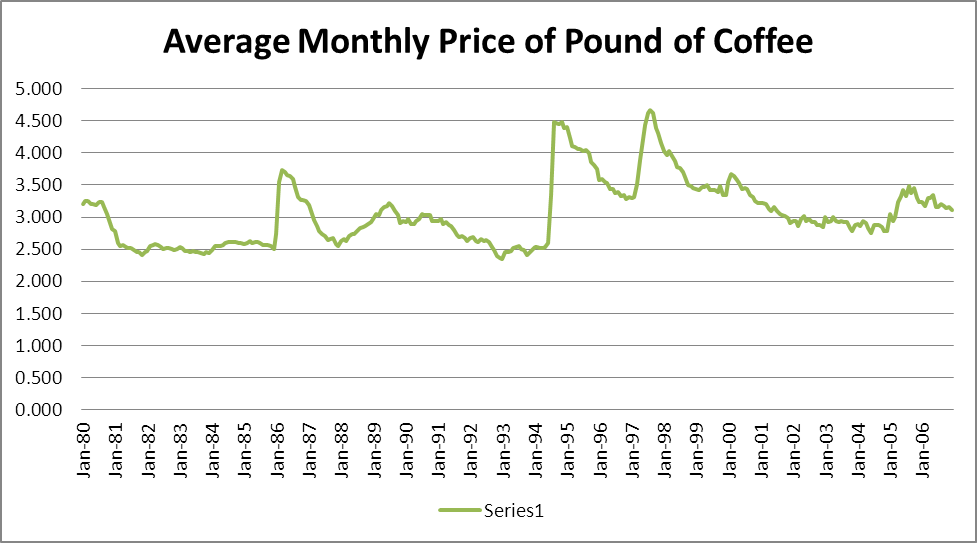 Average Monthly Price of Pound of Coffee
5.000
4.500
4.000
3.500
3.000
2.500
2.000
1.500
1.000
0.500
0.000
Jan-80
Jan-81
Jan-82
Jan-83
Jan-84
Jan-85
Jan-86
Jan-87
Jan-88
Jan-89
Jan-90
Jan-91
Jan-92
Jan-93
Jan-94
Jan-95
Jan-96
Jan-97
Jan-98
Jan-99
Jan-00
Jan-01
Jan-02
Jan-03
Jan-04
Jan-05
Jan-06
Series1